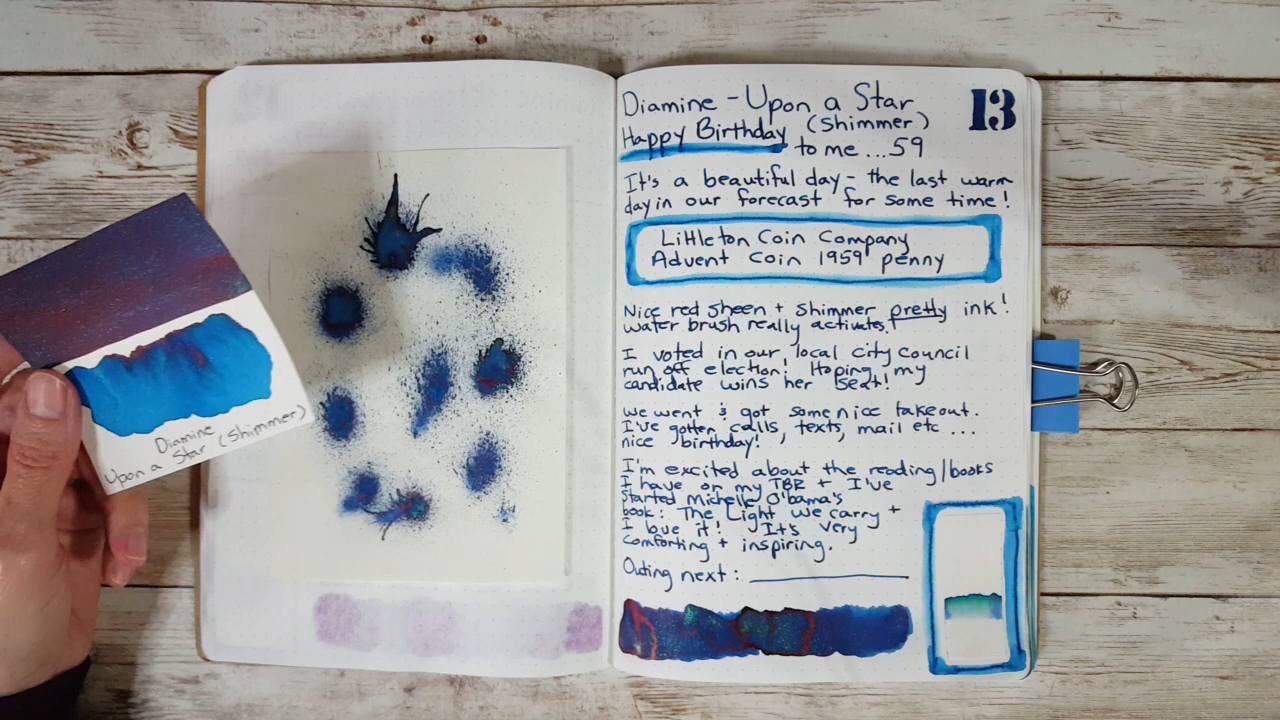 Diamine - Upon a Star
13
Happy Birthday (Shimmer)
to me ... 59
It's a beautiful day - the last warm
day in our forecast for some time!
Littleton Coin Company
Advent Coin 1959 penny
Nice red sheen + shimmer pretty ink!
water brush really activates!
I voted in our local city council
run off election! Hoping my
candidate wins her seat!
we went & got some nice takeout.
I've gotten calls, texts, mail etc ...
nice birthday!
I'm excited about the reading/books
I have on my TBR + I've
started Michelle O'bama's
book: The Light we carry +
I love it! It's very
comforting + inspiring.
Outing next:
Diamine
Upon a Star (Shimmer)